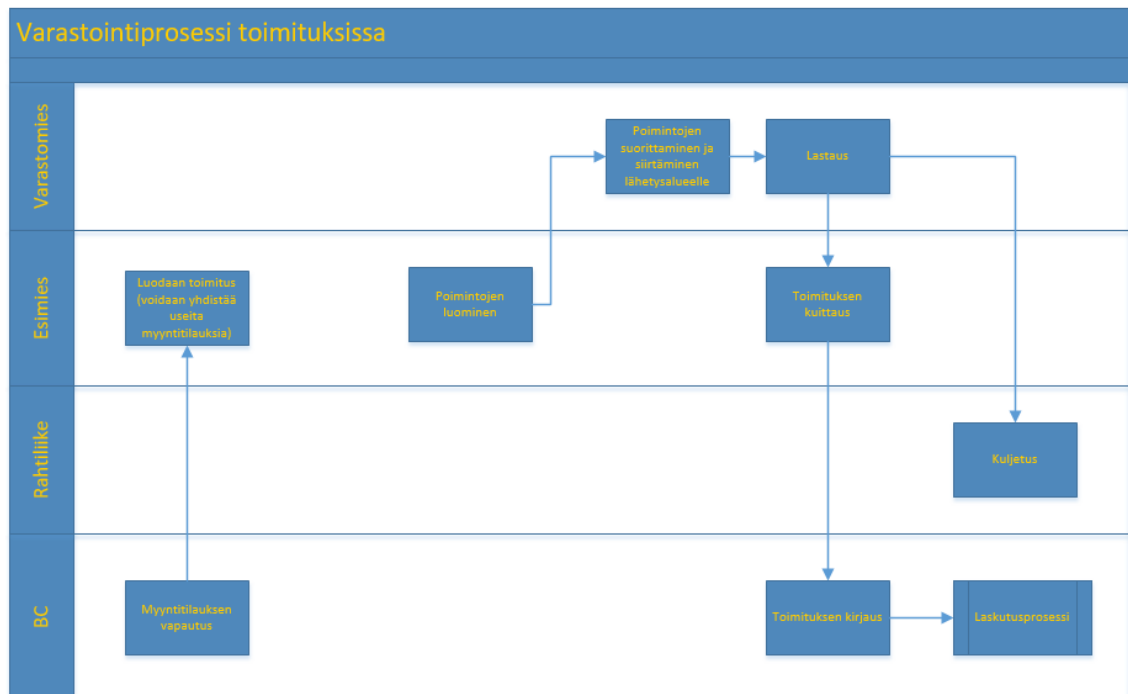 Varastointiprosessi toimituksissa
Varastomies
Poimintojen
suorittaminen ja
siirtäminen
lähetysalueelle
Lastaus
Esimies
Luodaan toimitus
(voidaan yhdistää
useita
myyntitilauksia)
Poimintojen
luominen
Toimituksen
kuittaus
Rahtiliike
Kuljetus
BC
Myyntitilauksen
vapautus
Toimituksen kirjaus
Laskutusprosessi